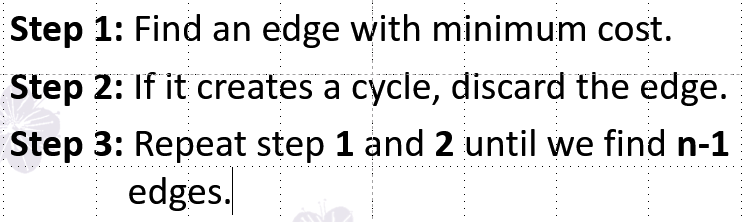 Step 1: Find an edge with minimum cost.
Step 2: If it creates a cycle, discard the edge.
Step 3: Repeat step 1 and 2 until we find n-1
edges.